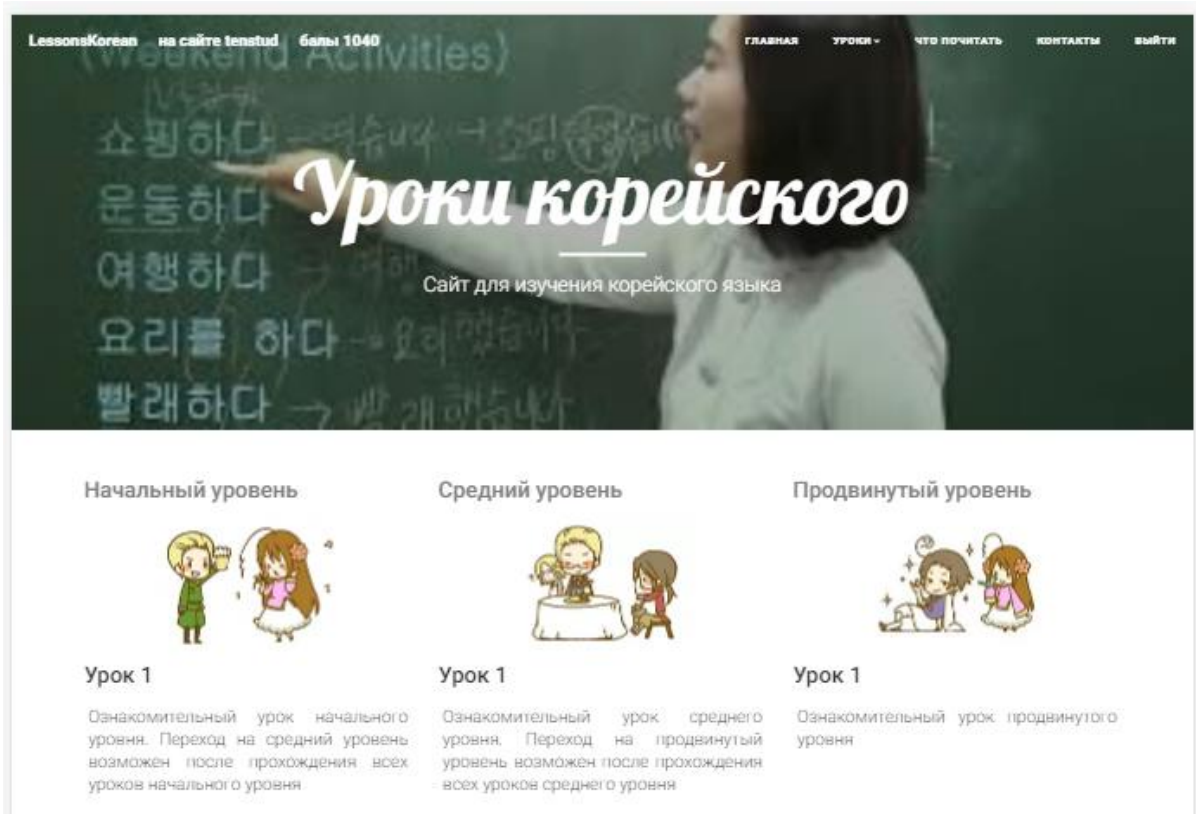 LessonsKorean на сайте tenstud балы 1040
ГЛАВНАЯ УРОКИ ЧТО ПОЧИТАТЬ КОНТАКТЫ ВЫЙТИ
(Weekend Activities)
쇼핑하다
운동하다
여행하다
요리를 하다
빨래하다
Уроки корейского
Сайт для изучения корейского языка
Начальный уровень
Урок 1
Ознакомительный урок начального
уровня. Переход на средний уровень
возможен после прохождения всех
уроков начального уровня
Средний уровень
Урок 1
Ознакомительный урок среднего
уровня. Переход на продвинутый
уровень возможен после прохождения
всех уроков среднего уровня
Продвинутый уровень
Урок 1
Ознакомительный урок продвинутого
уровня